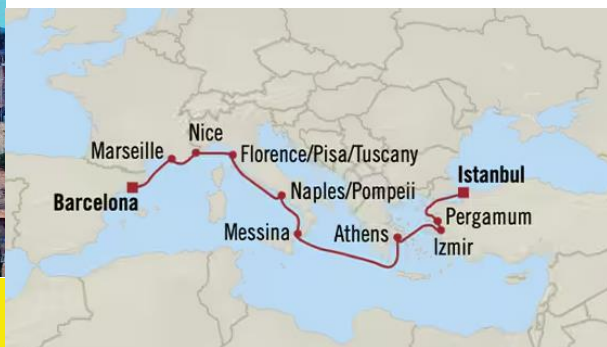 Barcelona
Marseille
Nice
Florence/Pisa/Tuscany
Naples/Pompeii
Messina
Athens
Izmir
Pergamum
Istanbul